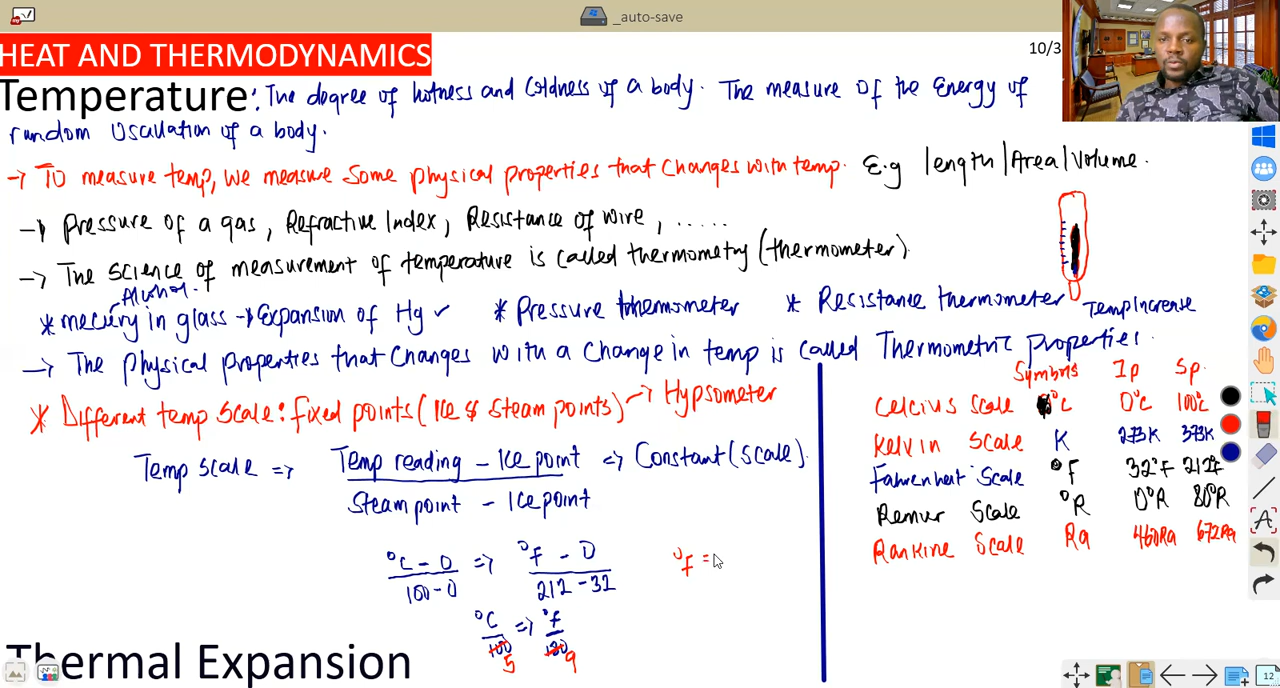 _auto-save
HEAT AND THERMODYNAMICS
10/3
Temperature: The degree of hotness and Coldness of a body. The measure of the Energy of
random Oscillation of a body.
→ To measure temp, we measure Some physical properties that changes with temp. E.g length/Area/Volume.
→ Pressure of a gas, Refractive Index, Resistance of wire, .....
→ The Science of measurement of temperature is called thermometry (thermometer).
Alcohol.
* mecury in glass → Expansion of Hg ✓ * Pressure thermometer * Resistance thermometer
Temp Increase
→ The physical properties that changes with a change in temp is called Thermometric properties.
* Different temp Scale: fixed points (Ice & Steam points) → Hypsometer
Temp Scale => Temp reading - Ice point => Constant (Scale).
Steam point - Ice point
°C - 0 => °F - 0
100 - 0 212 - 32
°C => °F
100 180
5 9
°F =
Symbols Ip Sp.
Celcius Scale °C 0°C 100°C
Kelvin Scale K 273K 373K
Fahrenheit Scale °F 32°F 212°F
Remur Scale °R 0°R 80°R
Rankine Scale Ra 460Ra 672Ra
Thermal Expansion
A
12